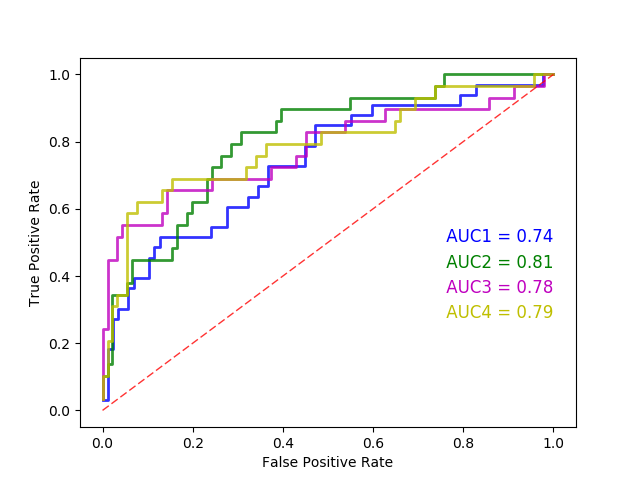 1.0
0.8
0.6
0.4
0.2
0.0
True Positive Rate
AUC1 = 0.74
AUC2 = 0.81
AUC3 = 0.78
AUC4 = 0.79
0.0 0.2 0.4 0.6 0.8 1.0
False Positive Rate